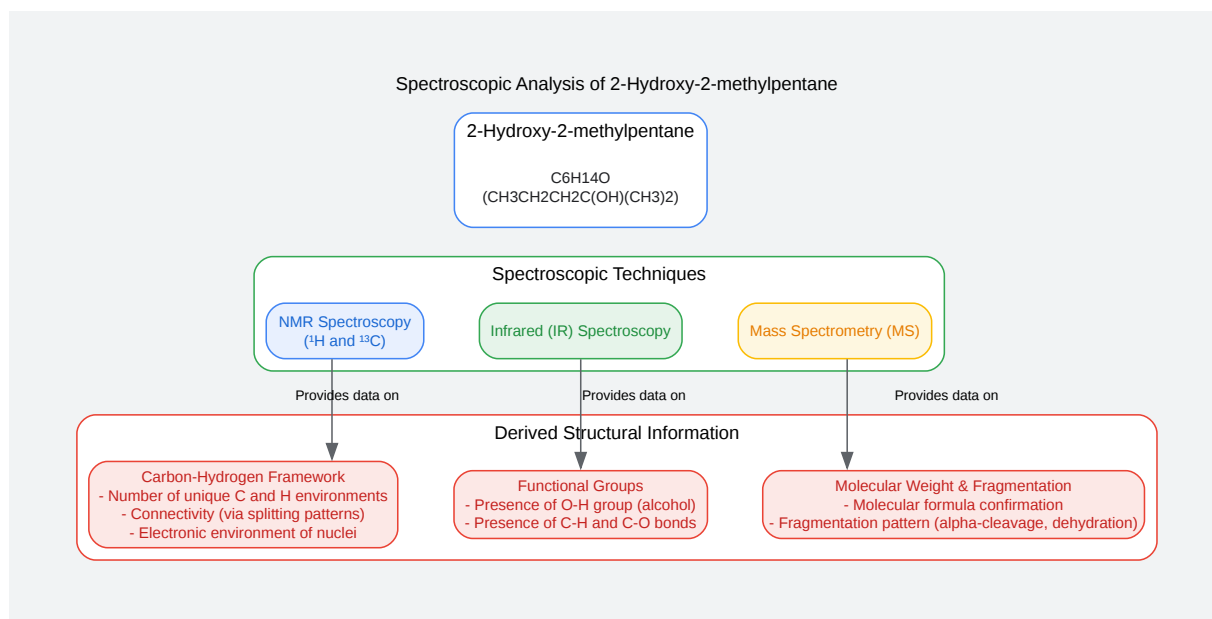 Spectroscopic Analysis of 2-Hydroxy-2-methylpentane
2-Hydroxy-2-methylpentane
C6H14O
(CH3CH2CH2C(OH)(CH3)2)
Spectroscopic Techniques
NMR Spectroscopy
(¹H and ¹³C)
Infrared (IR) Spectroscopy
Mass Spectrometry (MS)
Provides data on
Provides data on
Provides data on
Derived Structural Information
Carbon-Hydrogen Framework
- Number of unique C and H environments
- Connectivity (via splitting patterns)
- Electronic environment of nuclei
Functional Groups
- Presence of O-H group (alcohol)
- Presence of C-H and C-O bonds
Molecular Weight & Fragmentation
- Molecular formula confirmation
- Fragmentation pattern (alpha-cleavage, dehydration)